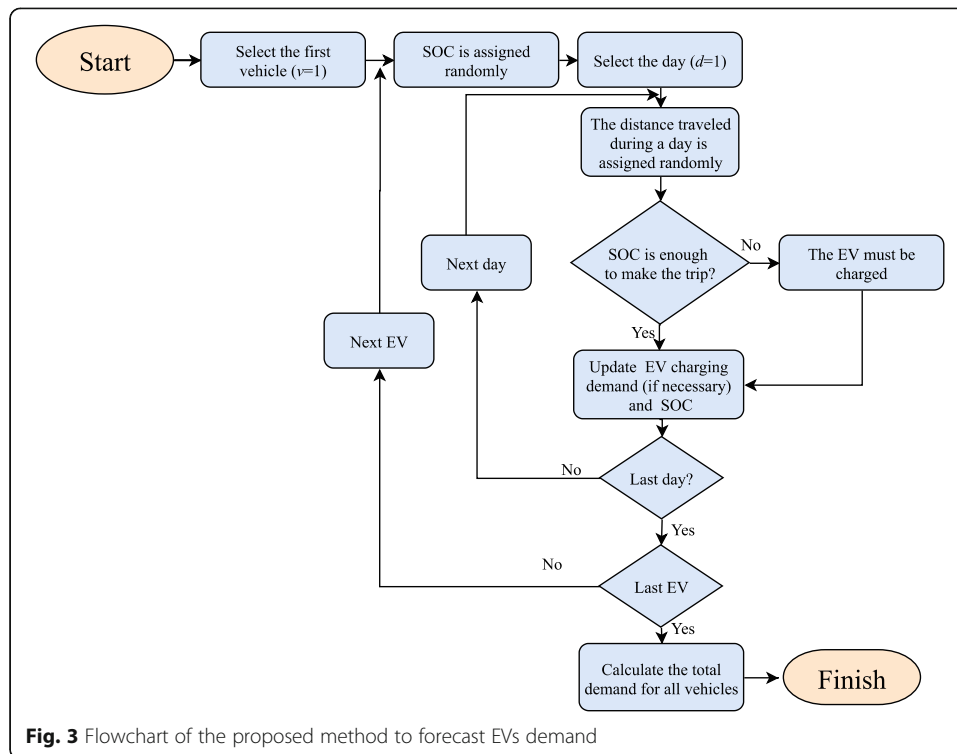 Start
Select the first
vehicle (v=1)
SOC is assigned
randomly
Select the day (d=1)
The distance traveled
during a day is
assigned randomly
SOC is enough
to make the trip?
No
The EV must be
charged
Next day
Next EV
Yes
Update EV charging
demand (if necessary)
and SOC
No
Last day?
Yes
No
Last EV
Yes
Calculate the total
demand for all vehicles
Finish
Fig. 3 Flowchart of the proposed method to forecast EVs demand